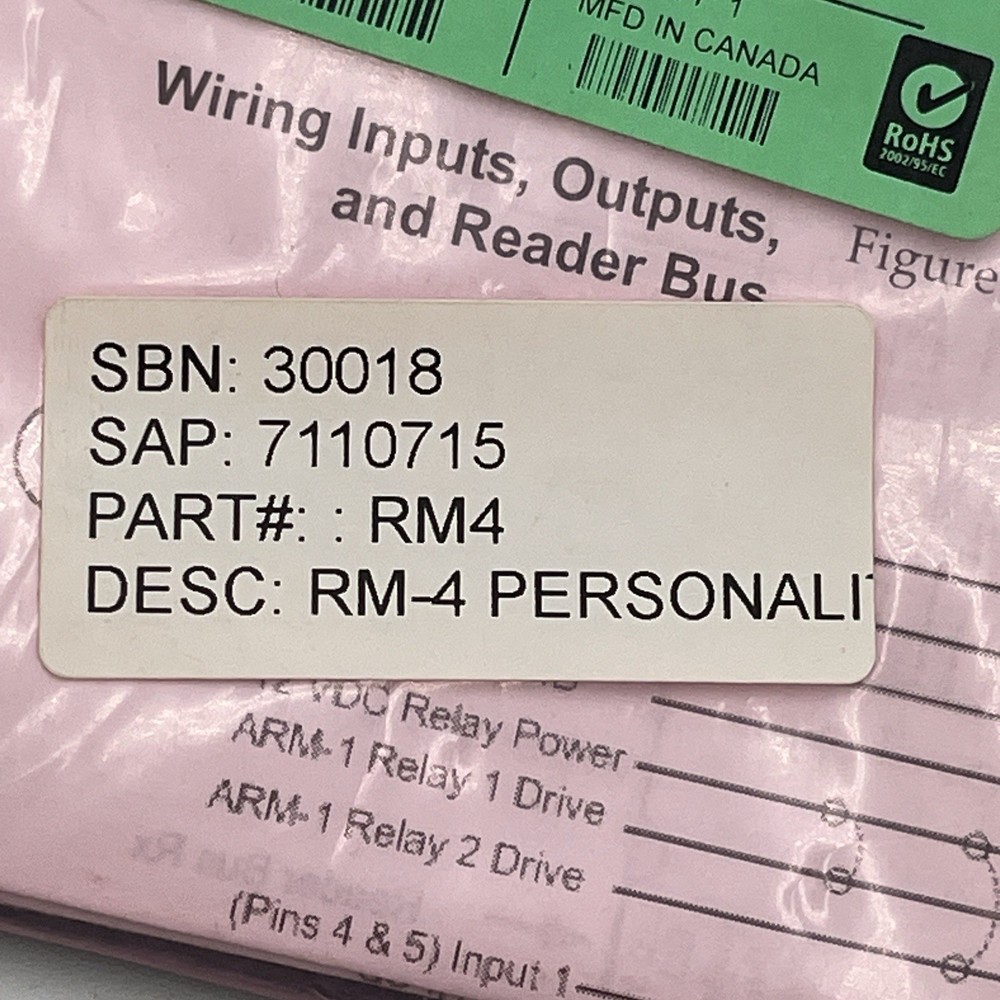 MFD IN CANADA
RoHS
2002/95/EC
Wiring Inputs, Outputs,
and Reader Bus
Figure
SBN: 30018
SAP: 7110715
PART#: : RM4
DESC: RM-4 PERSONALI
VDC Relay Power
ARM-1 Relay 1 Drive
ARM-1 Relay 2 Drive
(Pins 4 & 5) Input 1